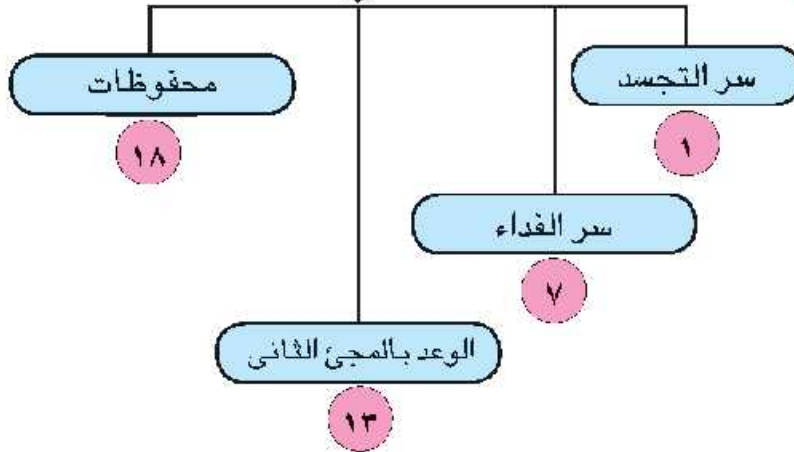 سر التجسد
١
سر الفداء
٧
الوعد بالمجئ الثانى
١٣
محفوظات
١٨